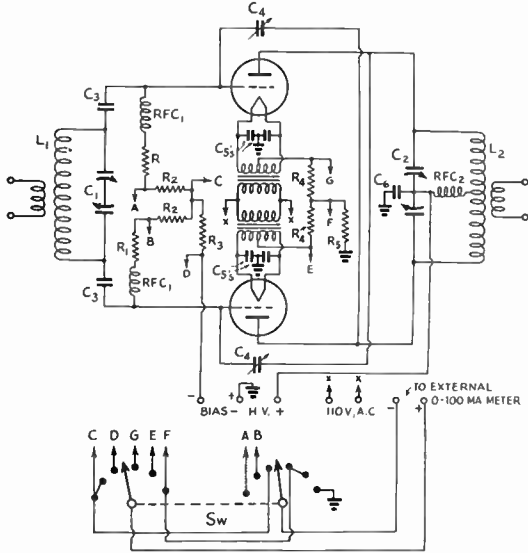 C4
C3
RFC1
L1
R
R2
C
C5's
C1
A
R2
B
X
X
R4
G
F
R4
R5
R1
R3
D
C5's
E
C3
RFC1
C2
RFC2
C6
L2
C4
- + - + X X
BIAS - H.V. + 110V, A.C
TO EXTERNAL
0-100 MA METER
- +
C D G E F A B
Sw